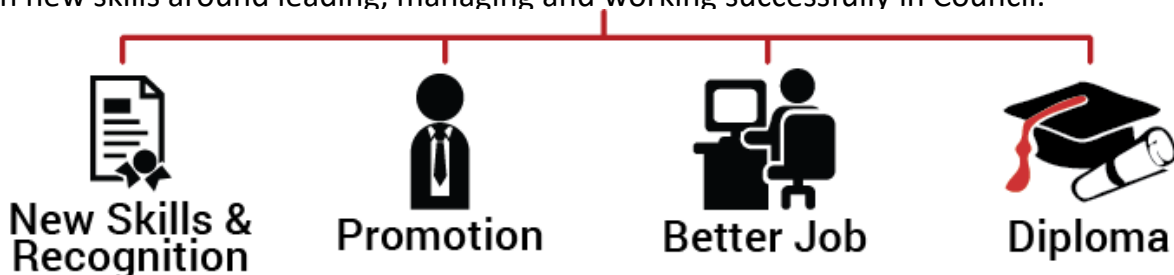 new skills around leading, managing and working successfully in Council.
New Skills &
Recognition
Promotion
Better Job
Diploma